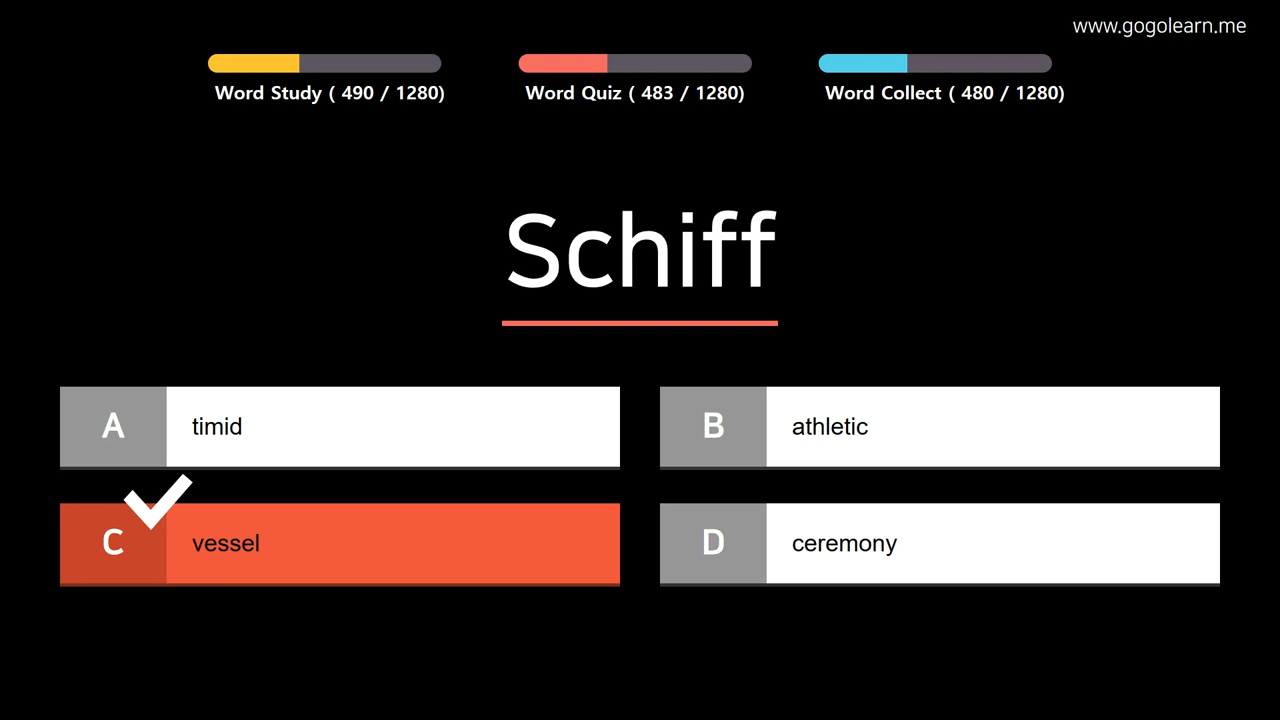 www.gogolearn.me
Word Study ( 490 / 1280)
Word Quiz ( 483 / 1280)
Word Collect ( 480 / 1280)
Schiff
A timid
B athletic
C vessel
D ceremony